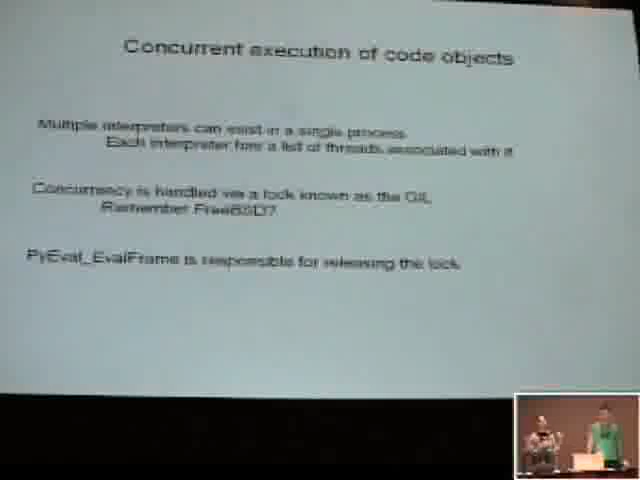 Concurrent execution of code objects
Multiple interpreters can exist in a single process
Each interpreter has a list of threads associated with it
Concurrency is handled via a lock known as the GIL
Remember FreeBSD?
PyEval_EvalFrame is responsible for releasing the lock